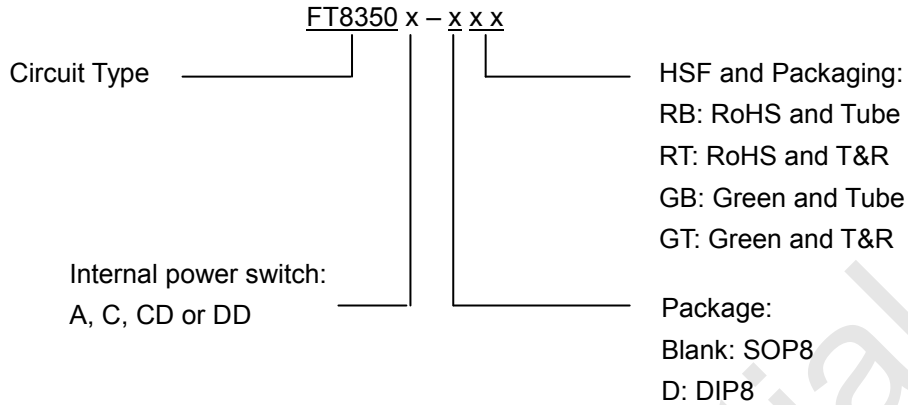 FT8350 x – x x x
Circuit Type
HSF and Packaging:
RB: RoHS and Tube
RT: RoHS and T&R
GB: Green and Tube
GT: Green and T&R
Internal power switch:
A, C, CD or DD
Package:
Blank: SOP8
D: DIP8